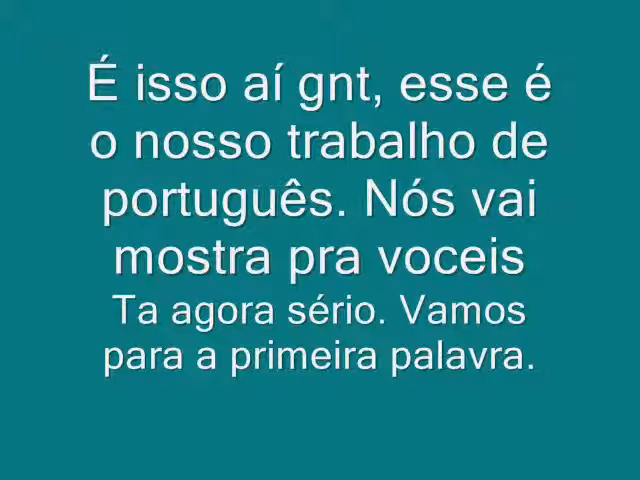 É isso aí gnt, esse é
o nosso trabalho de
português. Nós vai
mostra pra voceis
Ta agora sério. Vamos
para a primeira palavra.